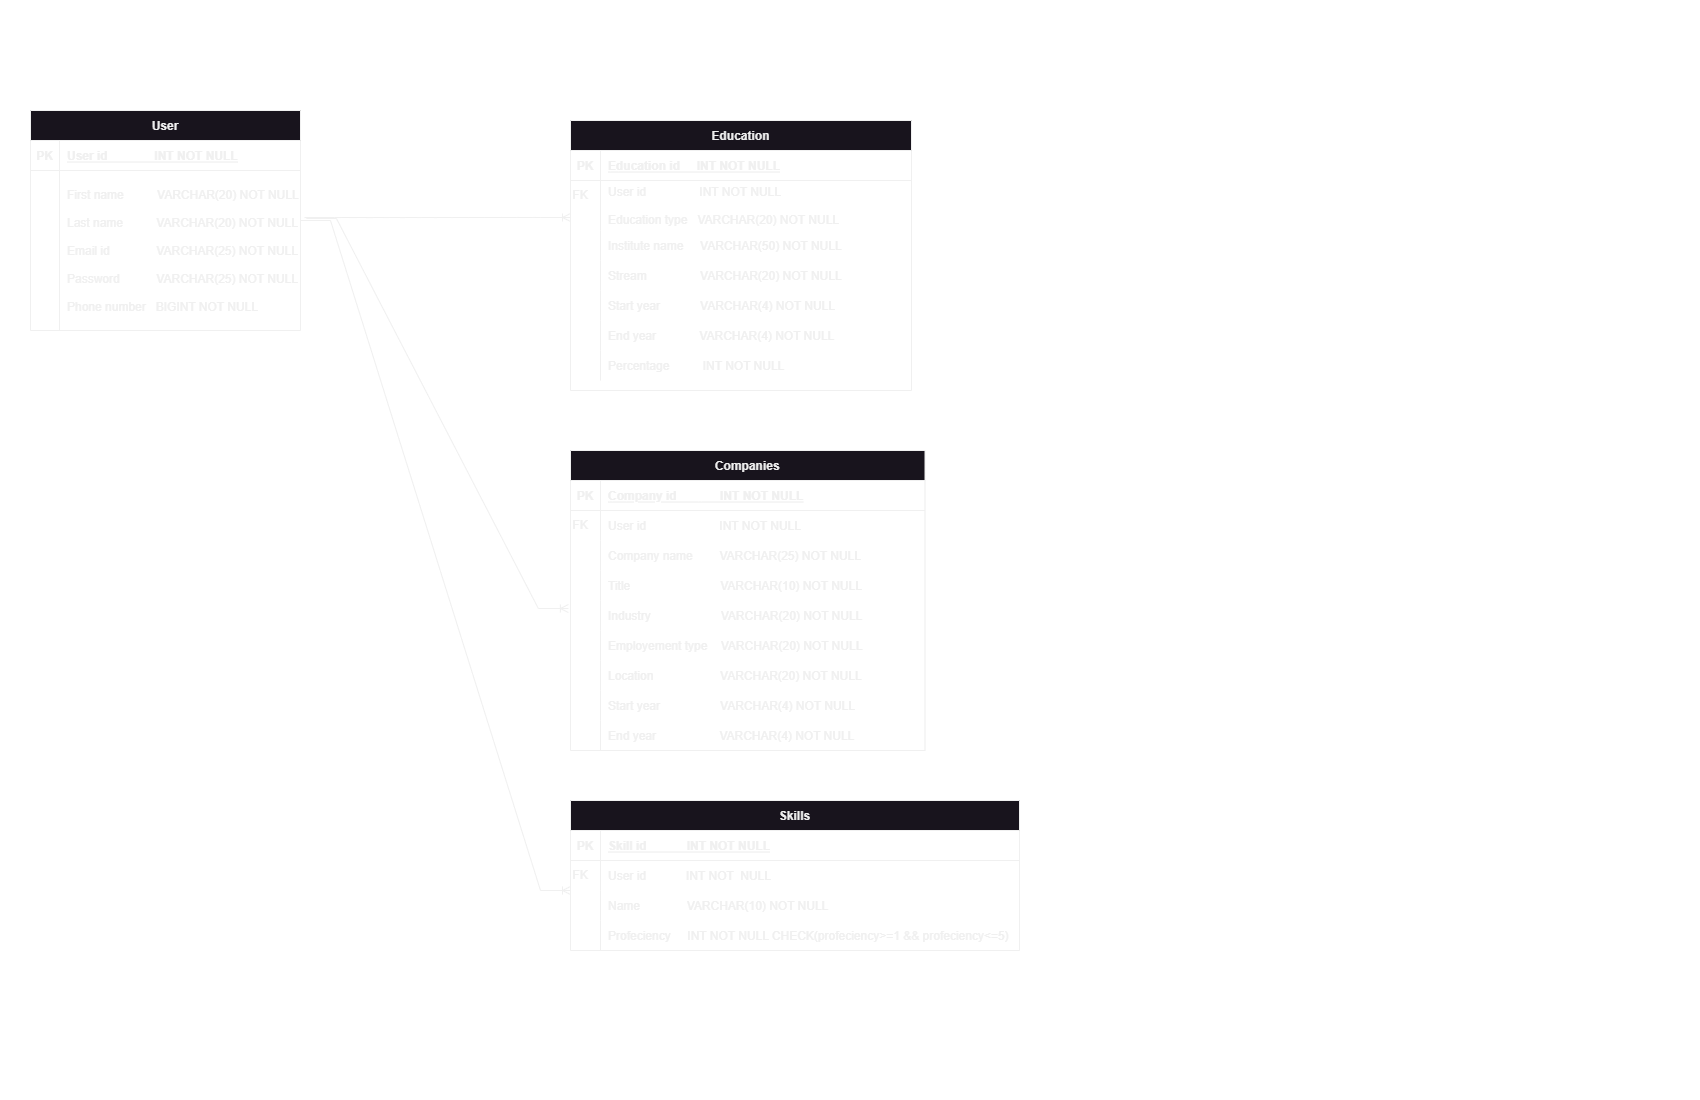 User
PK User id INT NOT NULL
First name VARCHAR(20) NOT NULL
Last name VARCHAR(20) NOT NULL
Email id VARCHAR(25) NOT NULL
Password VARCHAR(25) NOT NULL
Phone number BIGINT NOT NULL
Education
PK Education id INT NOT NULL
FK User id INT NOT NULL
Education type VARCHAR(20) NOT NULL
Institute name VARCHAR(50) NOT NULL
Stream VARCHAR(20) NOT NULL
Start year VARCHAR(4) NOT NULL
End year VARCHAR(4) NOT NULL
Percentage INT NOT NULL
Companies
PK Company id INT NOT NULL
FK User id INT NOT NULL
Company name VARCHAR(25) NOT NULL
Title VARCHAR(10) NOT NULL
Industry VARCHAR(20) NOT NULL
Employement type VARCHAR(20) NOT NULL
Location VARCHAR(20) NOT NULL
Start year VARCHAR(4) NOT NULL
End year VARCHAR(4) NOT NULL
Skills
PK Skill id INT NOT NULL
FK User id INT NOT NULL
Name VARCHAR(10) NOT NULL
Profeciency INT NOT NULL CHECK(profeciency>=1 && profeciency<=5)